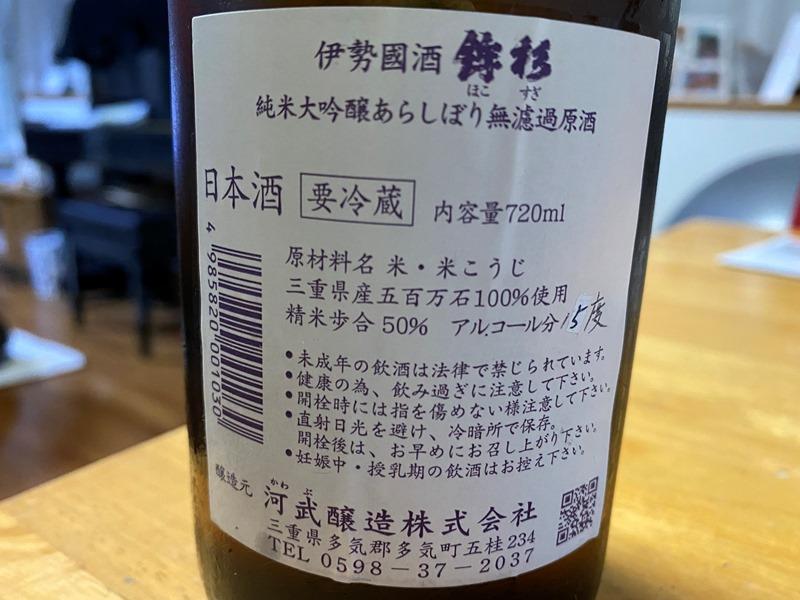 伊勢國酒 鉾杉
ほこ すぎ
純米大吟醸あらしぼり無濾過原酒
日本酒 要冷蔵 内容量720ml
原材料名 米・米こうじ
三重県産五百万石100%使用
精米歩合 50% アルコール分15度
•未成年の飲酒は法律で禁じられています。
•健康の為、飲み過ぎに注意して下さい。
•開栓時には指を傷めない様注意して下さい。
•直射日光を避け、冷暗所で保存。
開栓後は、お早めにお召し上がり下さい。
•妊娠中・授乳期の飲酒はお控え下さい。
4 985820 001030
かわ ぶ
醸造元 河武醸造株式会社
三重県多気郡多気町五桂234
TEL 0598-37-2037